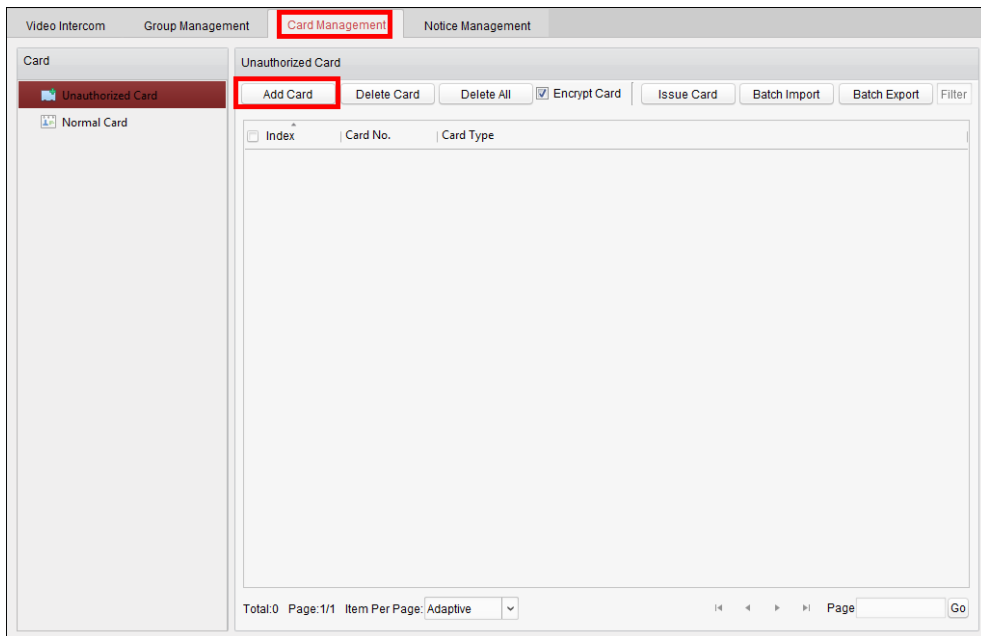 Video Intercom Group Management Card Management Notice Management
Card
Unauthorized Card
Normal Card
Unauthorized Card
Add Card Delete Card Delete All Encrypt Card Issue Card Batch Import Batch Export Filter
Index Card No. Card Type
Total:0 Page:1/1 Item Per Page: Adaptive Page Go